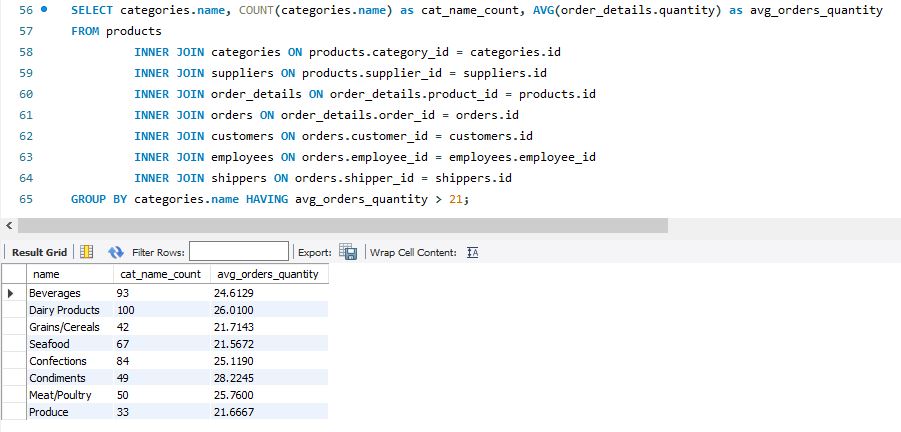 56 SELECT categories.name, COUNT(categories.name) as cat_name_count, AVG(order_details.quantity) as avg_orders_quantity
57 FROM products
58 INNER JOIN categories ON products.category_id = categories.id
59 INNER JOIN suppliers ON products.supplier_id = suppliers.id
60 INNER JOIN order_details ON order_details.product_id = products.id
61 INNER JOIN orders ON order_details.order_id = orders.id
62 INNER JOIN customers ON orders.customer_id = customers.id
63 INNER JOIN employees ON orders.employee_id = employees.employee_id
64 INNER JOIN shippers ON orders.shipper_id = shippers.id
65 GROUP BY categories.name HAVING avg_orders_quantity > 21;
Result Grid Filter Rows: Export: Wrap Cell Content: IA
name cat_name_count avg_orders_quantity
Beverages 93 24.6129
Dairy Products 100 26.0100
Grains/Cereals 42 21.7143
Seafood 67 21.5672
Confections 84 25.1190
Condiments 49 28.2245
Meat/Poultry 50 25.7600
Produce 33 21.6667